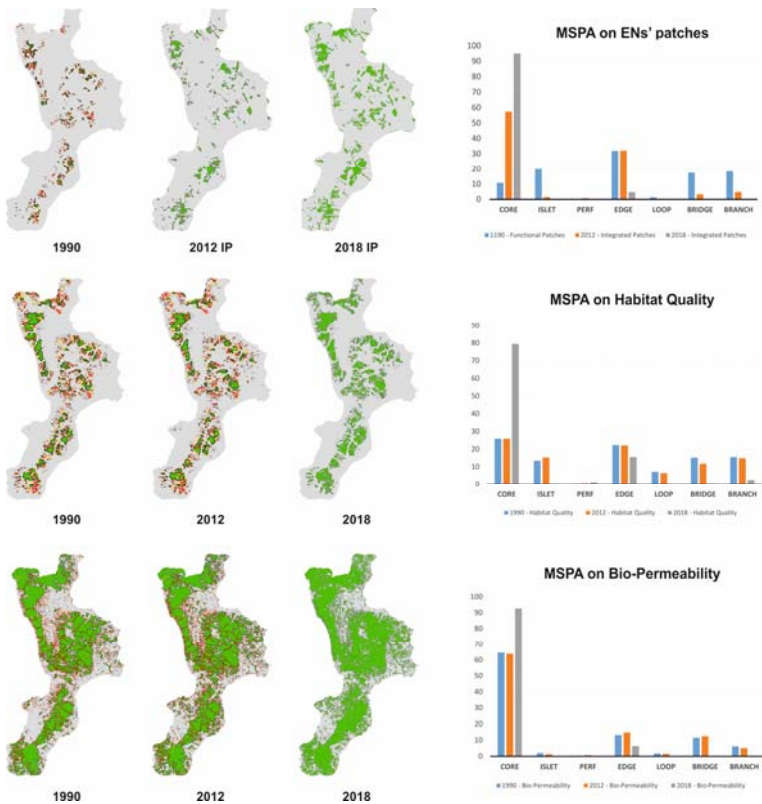 MSPA on ENs' patches
100
90
80
70
60
50
40
30
20
10
0
CORE ISLET PERF EDGE LOOP BRIDGE BRANCH
1190 - Functional Patches 2012 - Integrated Patches 2018 - Integrated Patches
1990 2012 IP 2018 IP
MSPA on Habitat Quality
90
80
70
60
50
40
30
20
10
0
CORE ISLET PERF EDGE LOOP BRIDGE BRANCH
1990 - Habitat Quality 2012 - Habitat Quality 2018 - Habitat Quality
1990 2012 2018
MSPA on Bio-Permeability
100
90
80
70
60
50
40
30
20
10
0
CORE ISLET PERF EDGE LOOP BRIDGE BRANCH
1990 - Bio-Permeability 2012 - Bio-Permeability 2018 - Bio-Permeability
1990 2012 2018